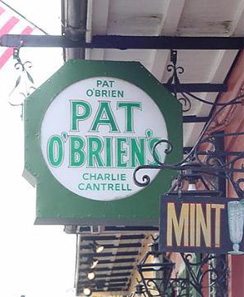 PAT
O'BRIEN
PAT
O'BRIEN'S
CHARLIE
CANTRELL
MINT